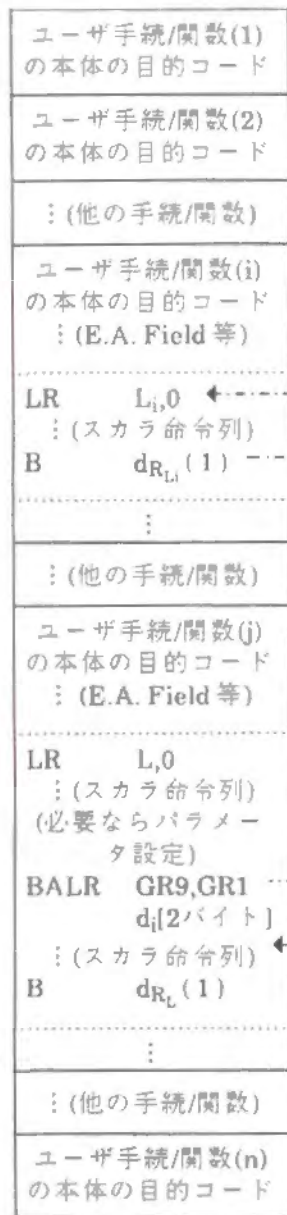 ユーザ手続/関数(1)
の本体の目的コード
ユーザ手続/関数(2)
の本体の目的コード
⋮(他の手続/関数)
ユーザ手続/関数(i)
の本体の目的コード
⋮(E.A. Field 等)
LR Li,0
⋮(スカラ命令列)
B dRLi(1)
⋮
⋮(他の手続/関数)
ユーザ手続/関数(j)
の本体の目的コード
⋮(E.A. Field 等)
LR L,0
⋮(スカラ命令列)
(必要ならパラメー
タ設定)
BALR GR9,GR1
di[2バイト]
⋮(スカラ命令列)
B dRL(1)
⋮
⋮(他の手続/関数)
ユーザ手続/関数(n)
の本体の目的コード